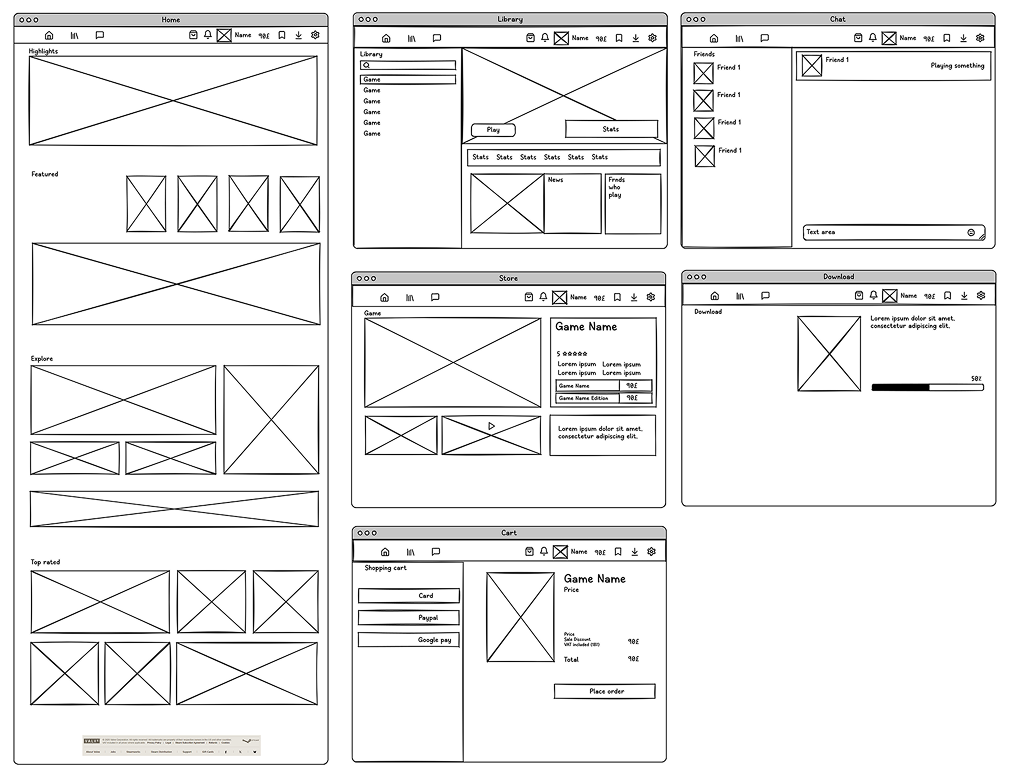 Home
Name 90£
Highlights
Featured
Explore
Top rated
VALVE
Library
Name 90£
Library
Game
Game
Game
Game
Game
Game
Play
Stats
Stats Stats Stats Stats Stats Stats
News
Frnds
who
play
Chat
Name 90£
Friends
Friend 1
Friend 1
Friend 1
Friend 1
Friend 1
Playing something
Text area
Store
Name 90£
Game
Game Name
5
Lorem ipsum Lorem ipsum
Lorem ipsum Lorem ipsum
Game Name 90£
Game Name Edition 90£
Lorem ipsum dolor sit amet,
consectetur adipiscing elit.
Download
Name 90£
Download
Lorem ipsum dolor sit amet,
consectetur adipiscing elit.
50%
Cart
Name 90£
Shopping cart
Card
Paypal
Google pay
Game Name
Price
Price
Sale Discount 90£
VAT included (18%)
Total 90£
Place order